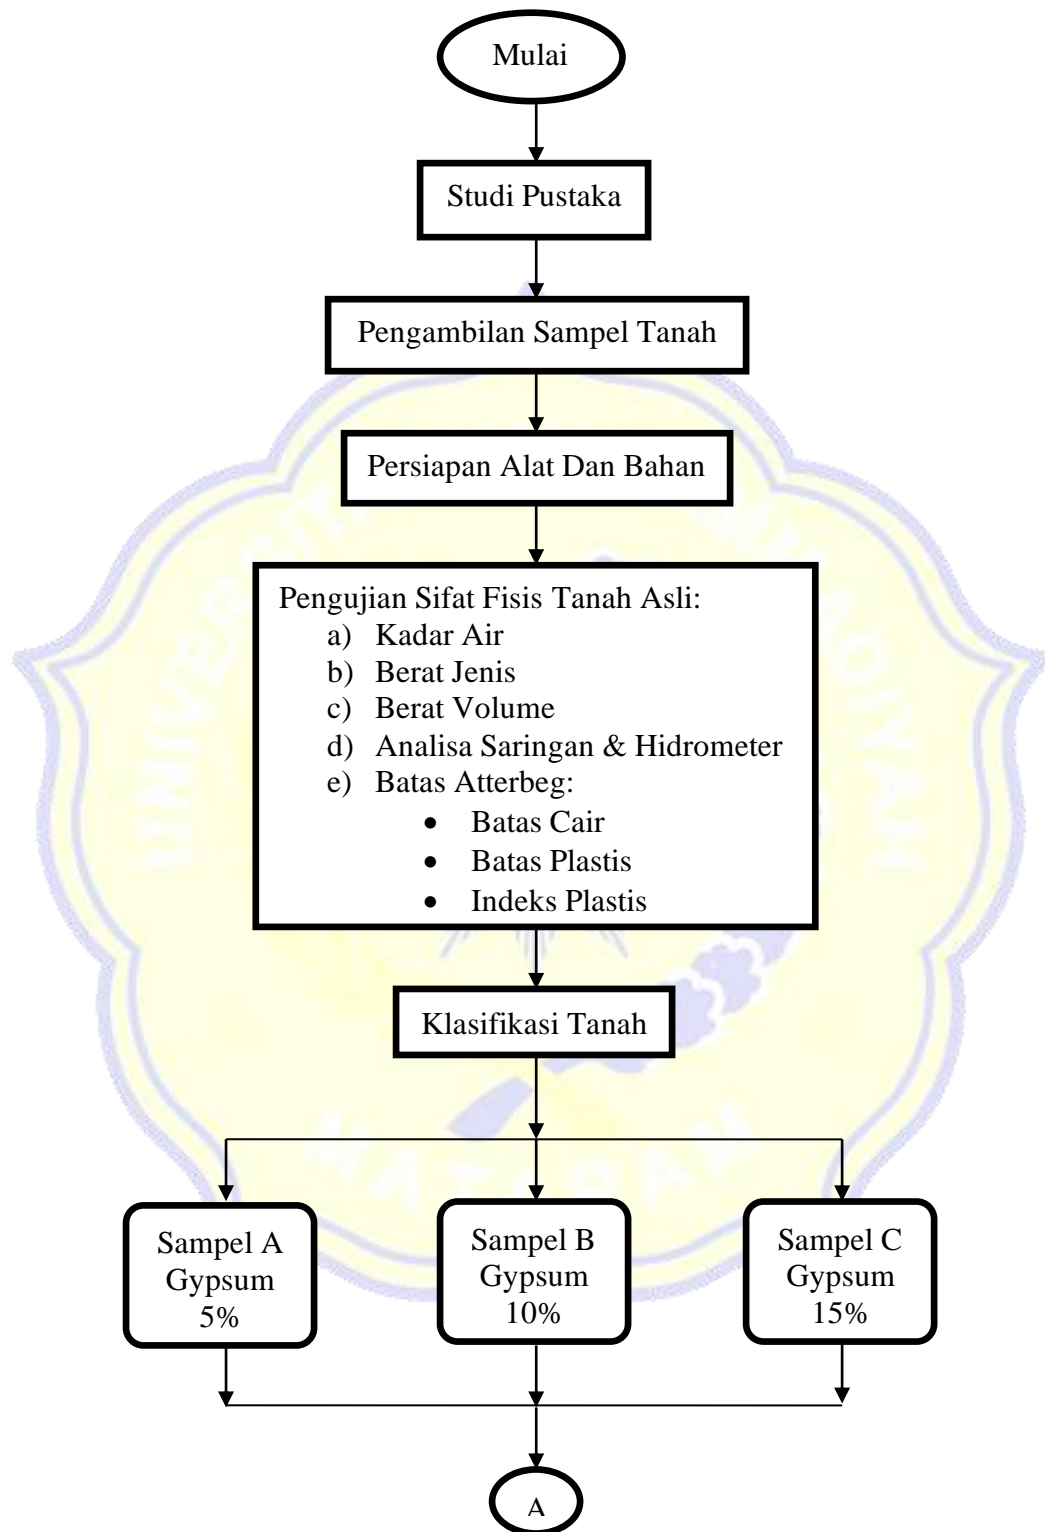 Mulai
Studi Pustaka
Pengambilan Sampel Tanah
Persiapan Alat Dan Bahan
Pengujian Sifat Fisis Tanah Asli:
a) Kadar Air
b) Berat Jenis
c) Berat Volume
d) Analisa Saringan & Hidrometer
e) Batas Atterbeg:
• Batas Cair
• Batas Plastis
• Indeks Plastis
Klasifikasi Tanah
Sampel A
Gypsum
5%
Sampel B
Gypsum
10%
Sampel C
Gypsum
15%
A
MATARAM